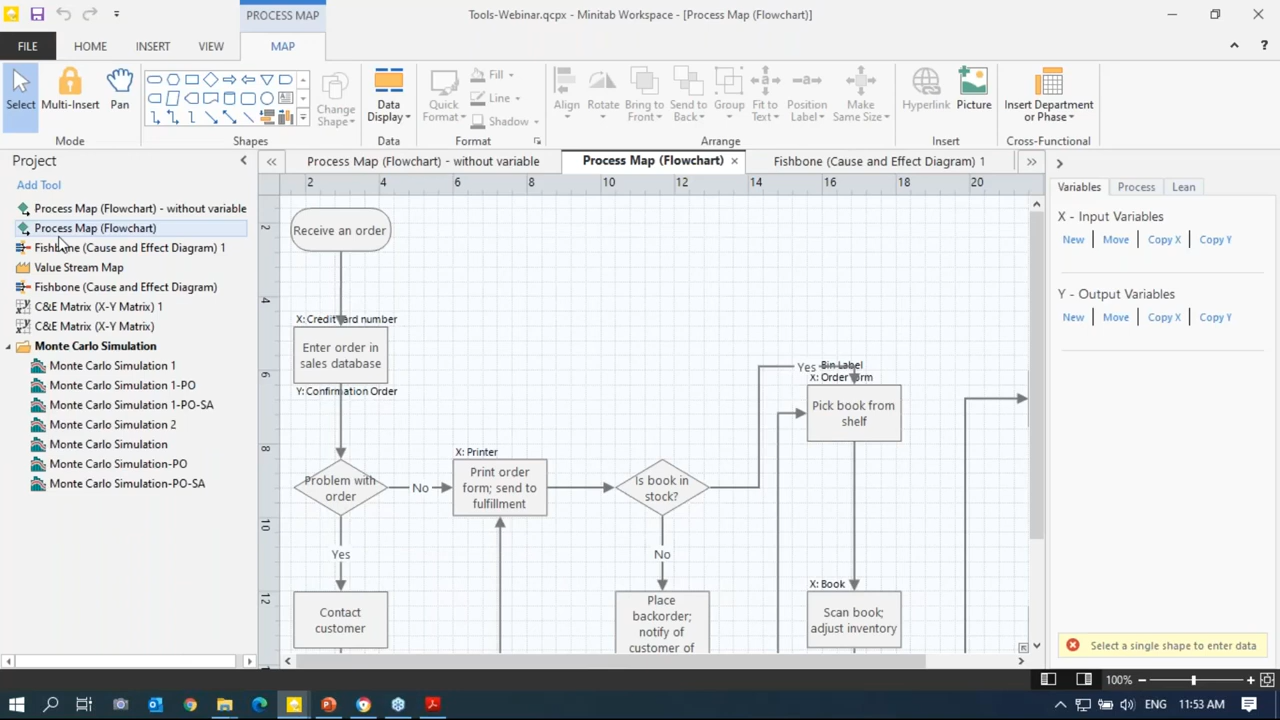 PROCESS MAP
Tools-Webinar.qcpx - Minitab Workspace - [Process Map (Flowchart)]
FILE
HOME
INSERT
VIEW
MAP
Select
Multi-Insert
Pan
Mode
Change
Shape
Shapes
Data
Display
Data
Quick
Format
Fill
Line
Shadow
Format
Align
Rotate
Bring to
Front
Send to
Back
Group
Fit to
Text
Position
Label
Make
Same Size
Arrange
Hyperlink
Picture
Insert
Insert Department
or Phase
Cross-Functional
Project
Add Tool
Process Map (Flowchart) - without variable
Process Map (Flowchart)
Fishbone (Cause and Effect Diagram) 1
Value Stream Map
Fishbone (Cause and Effect Diagram)
C&E Matrix (X-Y Matrix) 1
C&E Matrix (X-Y Matrix)
Monte Carlo Simulation
Monte Carlo Simulation 1
Monte Carlo Simulation 1-PO
Monte Carlo Simulation 1-PO-SA
Monte Carlo Simulation 2
Monte Carlo Simulation
Monte Carlo Simulation-PO
Monte Carlo Simulation-PO-SA
Process Map (Flowchart) - without variable
Process Map (Flowchart)
Fishbone (Cause and Effect Diagram) 1
2 4 6 8 10 12 14 16 18 20
2
4
6
8
10
12
Receive an order
X: Credit card number
Enter order in
sales database
Y: Confirmation Order
Problem with
order
No
Yes
Contact
customer
X: Printer
Print order
form; send to
fulfillment
Is book in
stock?
No
Place
backorder;
notify of
customer of
Yes
Bin Label
X: Order form
Pick book from
shelf
X: Book
Scan book;
adjust inventory
Variables
Process
Lean
X - Input Variables
New Move Copy X Copy Y
Y - Output Variables
New Move Copy X Copy Y
Select a single shape to enter data
100%
ENG
11:53 AM